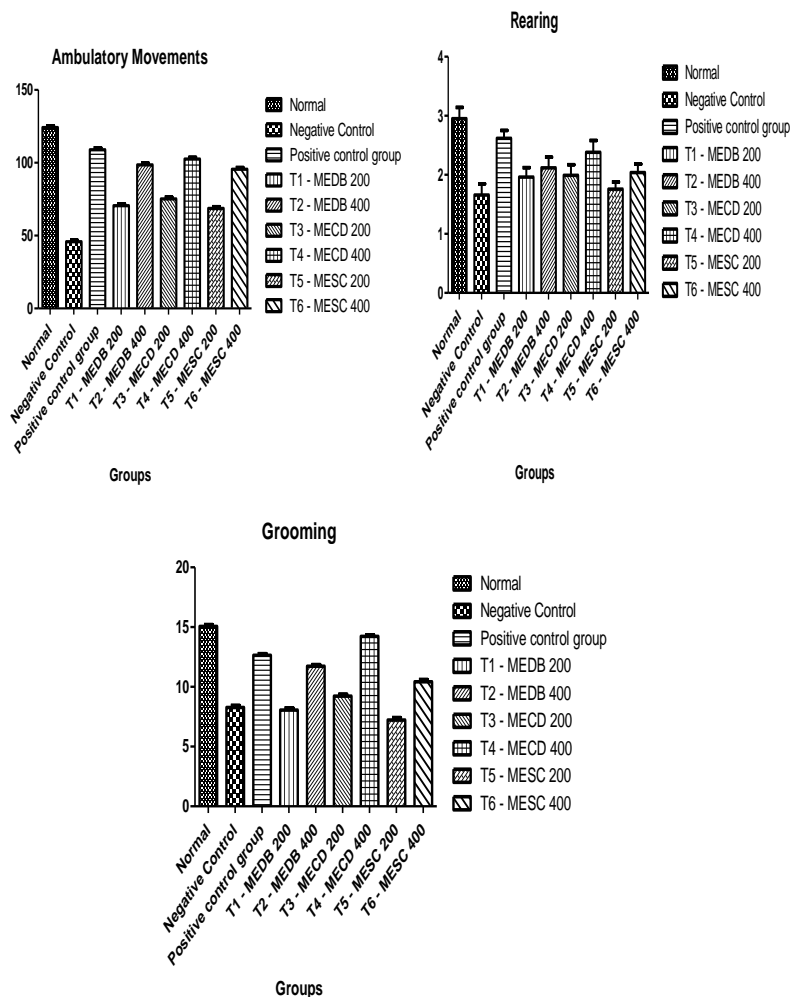 Ambulatory Movements
150
100
50
0
Normal
Negative Control
Positive control group
T1 - MEDB 200
T2 - MEDB 400
T3 - MECD 200
T4 - MECD 400
T5 - MESC 200
T6 - MESC 400
Groups
Normal
Negative Control
Positive control group
T1 - MEDB 200
T2 - MEDB 400
T3 - MECD 200
T4 - MECD 400
T5 - MESC 200
T6 - MESC 400
Rearing
4
3
2
1
0
Normal
Negative Control
Positive control group
T1 - MEDB 200
T2 - MEDB 400
T3 - MECD 200
T4 - MECD 400
T5 - MESC 200
T6 - MESC 400
Groups
Normal
Negative Control
Positive control group
T1 - MEDB 200
T2 - MEDB 400
T3 - MECD 200
T4 - MECD 400
T5 - MESC 200
T6 - MESC 400
Grooming
20
15
10
5
0
Normal
Negative Control
Positive control group
T1 - MEDB 200
T2 - MEDB 400
T3 - MECD 200
T4 - MECD 400
T5 - MESC 200
T6 - MESC 400
Groups
Normal
Negative Control
Positive control group
T1 - MEDB 200
T2 - MEDB 400
T3 - MECD 200
T4 - MECD 400
T5 - MESC 200
T6 - MESC 400